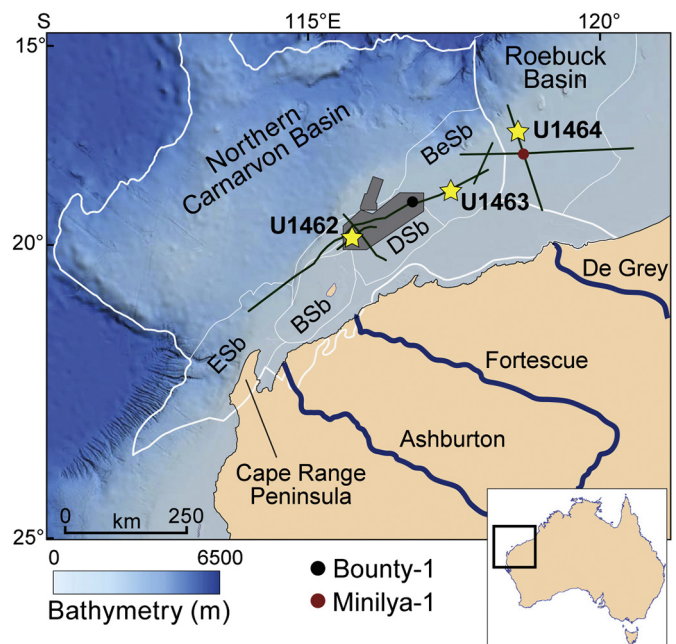 S
115°E
120°
15°
Roebuck
Basin
U1464
Northern
Carnarvon Basin
BeSb
U1463
U1462
20°
DSb
De Grey
BSb
ESb
Fortescue
Ashburton
Cape Range
Peninsula
0 250
km
25°
0 6500
Bathymetry (m)
Bounty-1
Minilya-1